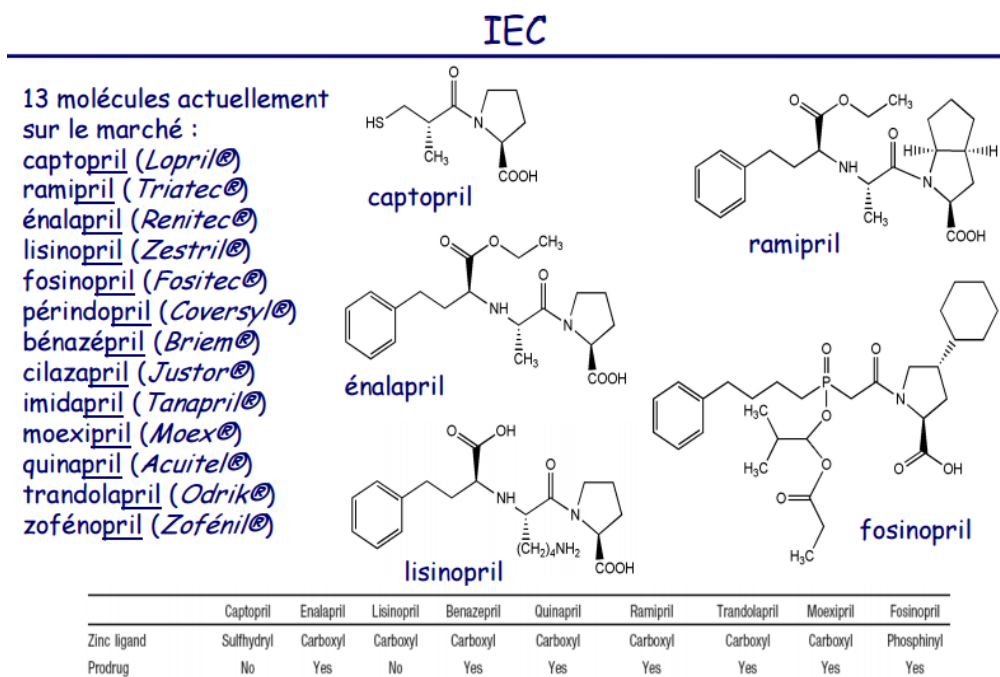 IEC
13 molécules actuellement
sur le marché :
captopril (Lopril®)
ramipril (Triatec®)
énalapril (Renitec®)
lisinopril (Zestril®)
fosinopril (Fositec®)
périndopril (Coversyl®)
bénazépril (Briem®)
cilazapril (Justor®)
imidapril (Tanapril®)
moexipril (Moex®)
quinapril (Acuitel®)
trandolapril (Odrik®)
zofénopril (Zofénil®)
O
HS
N
CH3
COOH
captopril
O
O
CH3
O
H
H
NH
N
CH3
COOH
ramipril
O
O
CH3
O
NH
N
CH3
COOH
énalapril
O
O
P
N
H3C
O
CH3
O
O
OH
O
H3C
fosinopril
O
OH
O
NH
N
(CH2)4NH2
COOH
lisinopril
Captopril Enalapril Lisinopril Benazepril Quinapril Ramipril Trandolapril Moexipril Fosinopril
Zinc ligand Sulfhydryl Carboxyl Carboxyl Carboxyl Carboxyl Carboxyl Carboxyl Carboxyl Phosphinyl
Prodrug No Yes No Yes Yes Yes Yes Yes Yes